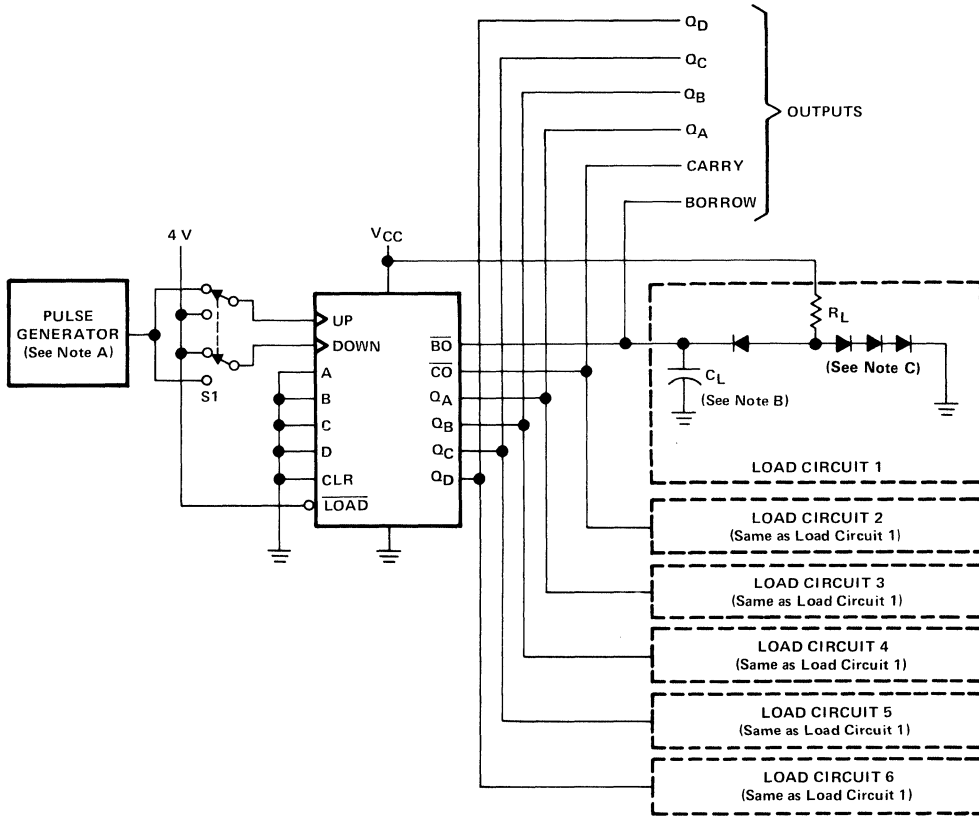 QD
QC
QB
QA
CARRY
BORROW
OUTPUTS
4 V
VCC
PULSE
GENERATOR
(See Note A)
S1
UP
DOWN
A
B
C
D
CLR
LOAD
BO
CO
QA
QB
QC
QD
RL
CL
(See Note B)
(See Note C)
LOAD CIRCUIT 1
LOAD CIRCUIT 2
(Same as Load Circuit 1)
LOAD CIRCUIT 3
(Same as Load Circuit 1)
LOAD CIRCUIT 4
(Same as Load Circuit 1)
LOAD CIRCUIT 5
(Same as Load Circuit 1)
LOAD CIRCUIT 6
(Same as Load Circuit 1)